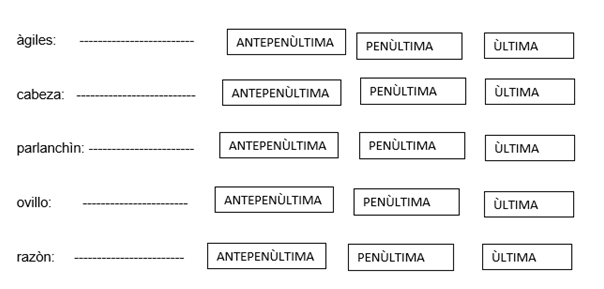 àgiles: ------------------------- ANTEPENÙLTIMA PENÙLTIMA ÙLTIMA
cabeza: -------------------------- ANTEPENÙLTIMA PENÙLTIMA ÙLTIMA
parlanchìn: ----------------------- ANTEPENÙLTIMA PENÙLTIMA ÙLTIMA
ovillo: ----------------------- ANTEPENÙLTIMA PENÙLTIMA ÙLTIMA
razòn: ------------------------ ANTEPENÙLTIMA PENÙLTIMA ÙLTIMA